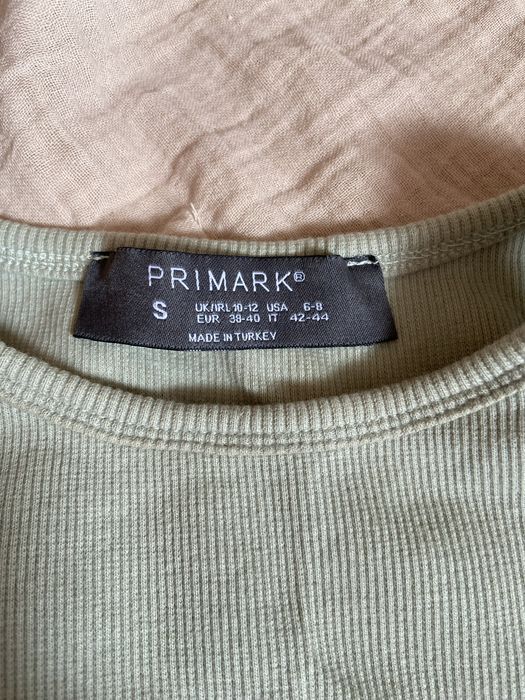 PRIMARK®
S UK/IRL 10-12 USA 6-8
EUR 38-40 IT 42-44
MADE IN TURKEY